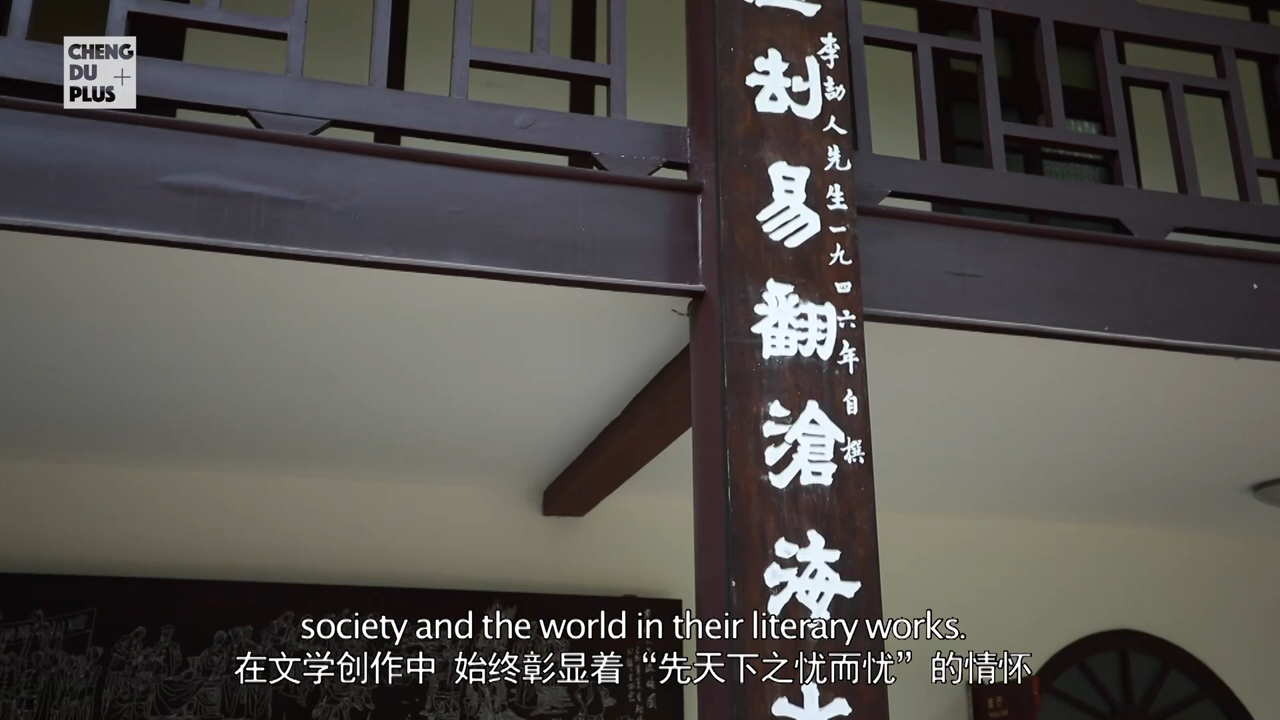 CHENG
DU
PLUS
刼易翻滄海
李劼人先生一九四六年自撰
society and the world in their literary works.
在文学创作中 始终彰显着“先天下之忧而忧”的情怀